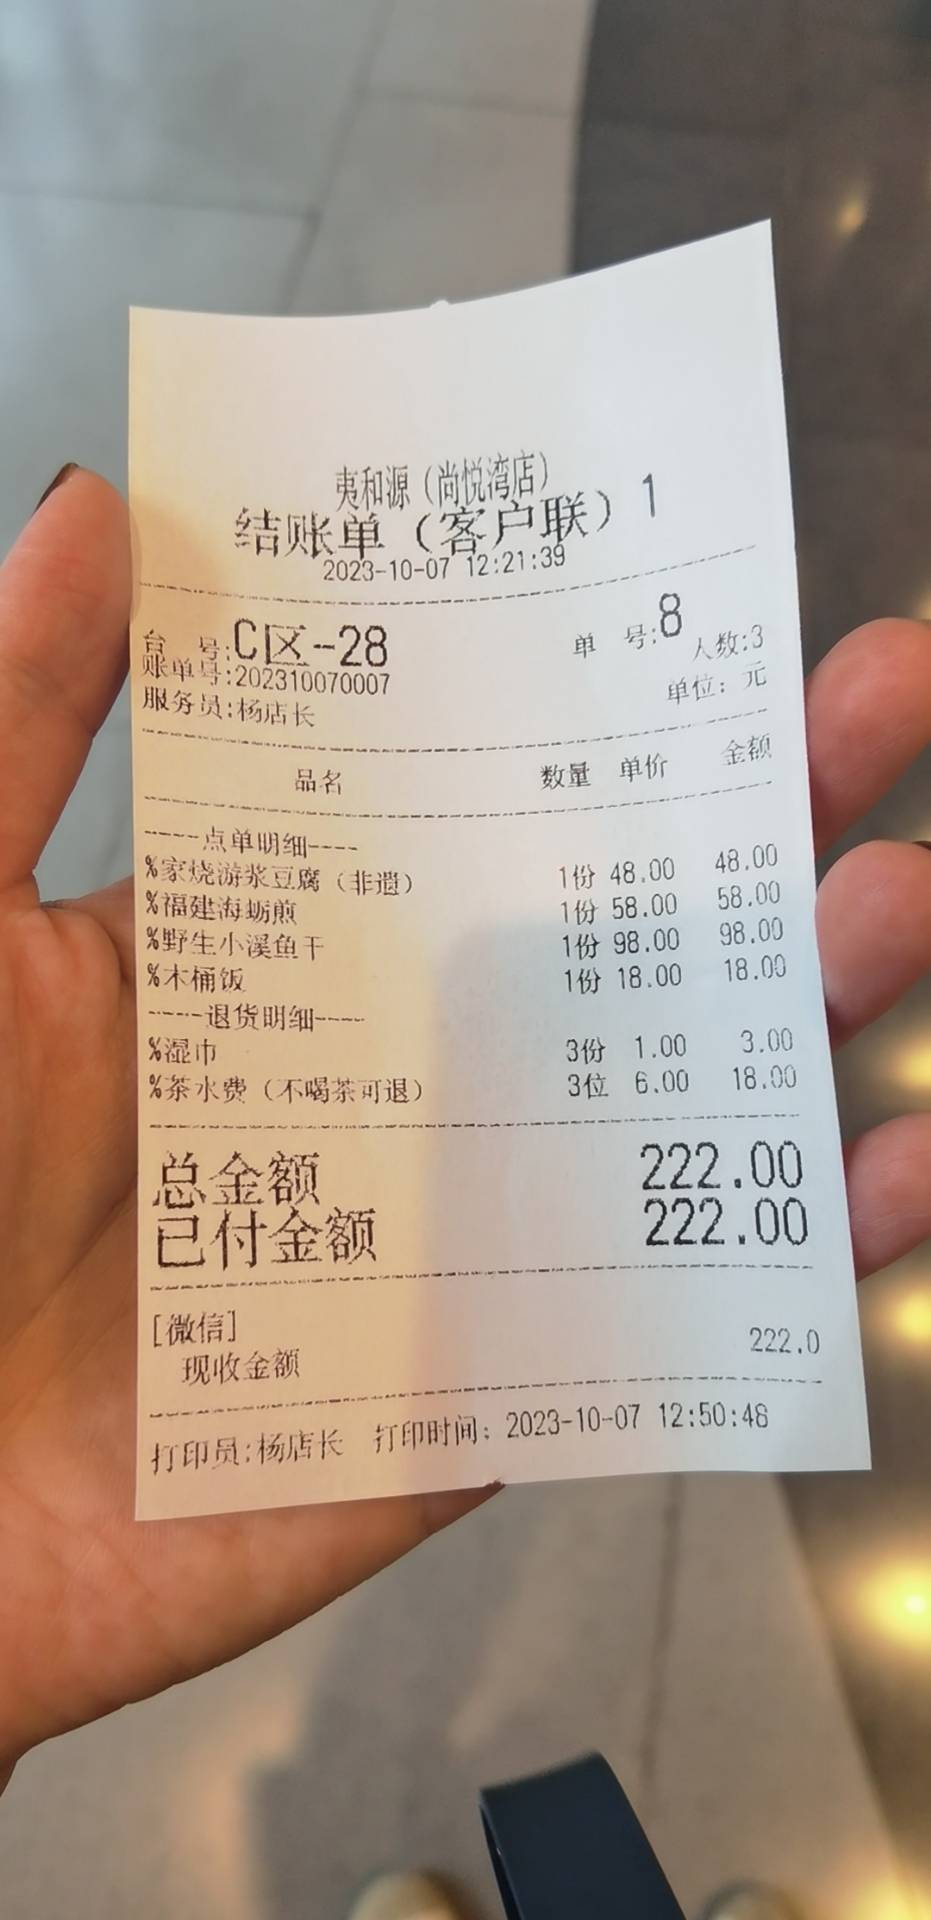 夷和源（尚悦湾店）
结账单（客户联）1
2023-10-07 12:21:39
台 号:C区-28 单 号:8
账单号:202310070007 人数:3
服务员:杨店长 单位：元
品名 数量 单价 金额
-----点单明细----
%家烧游浆豆腐（非遗） 1份 48.00 48.00
%福建海蛎煎 1份 58.00 58.00
%野生小溪鱼干 1份 98.00 98.00
%木桶饭 1份 18.00 18.00
-----退货明细----
%湿巾 3份 1.00 3.00
%茶水费（不喝茶可退） 3位 6.00 18.00
总金额 222.00
已付金额 222.00
[微信]
现收金额 222.0
打印员:杨店长 打印时间：2023-10-07 12:50:48